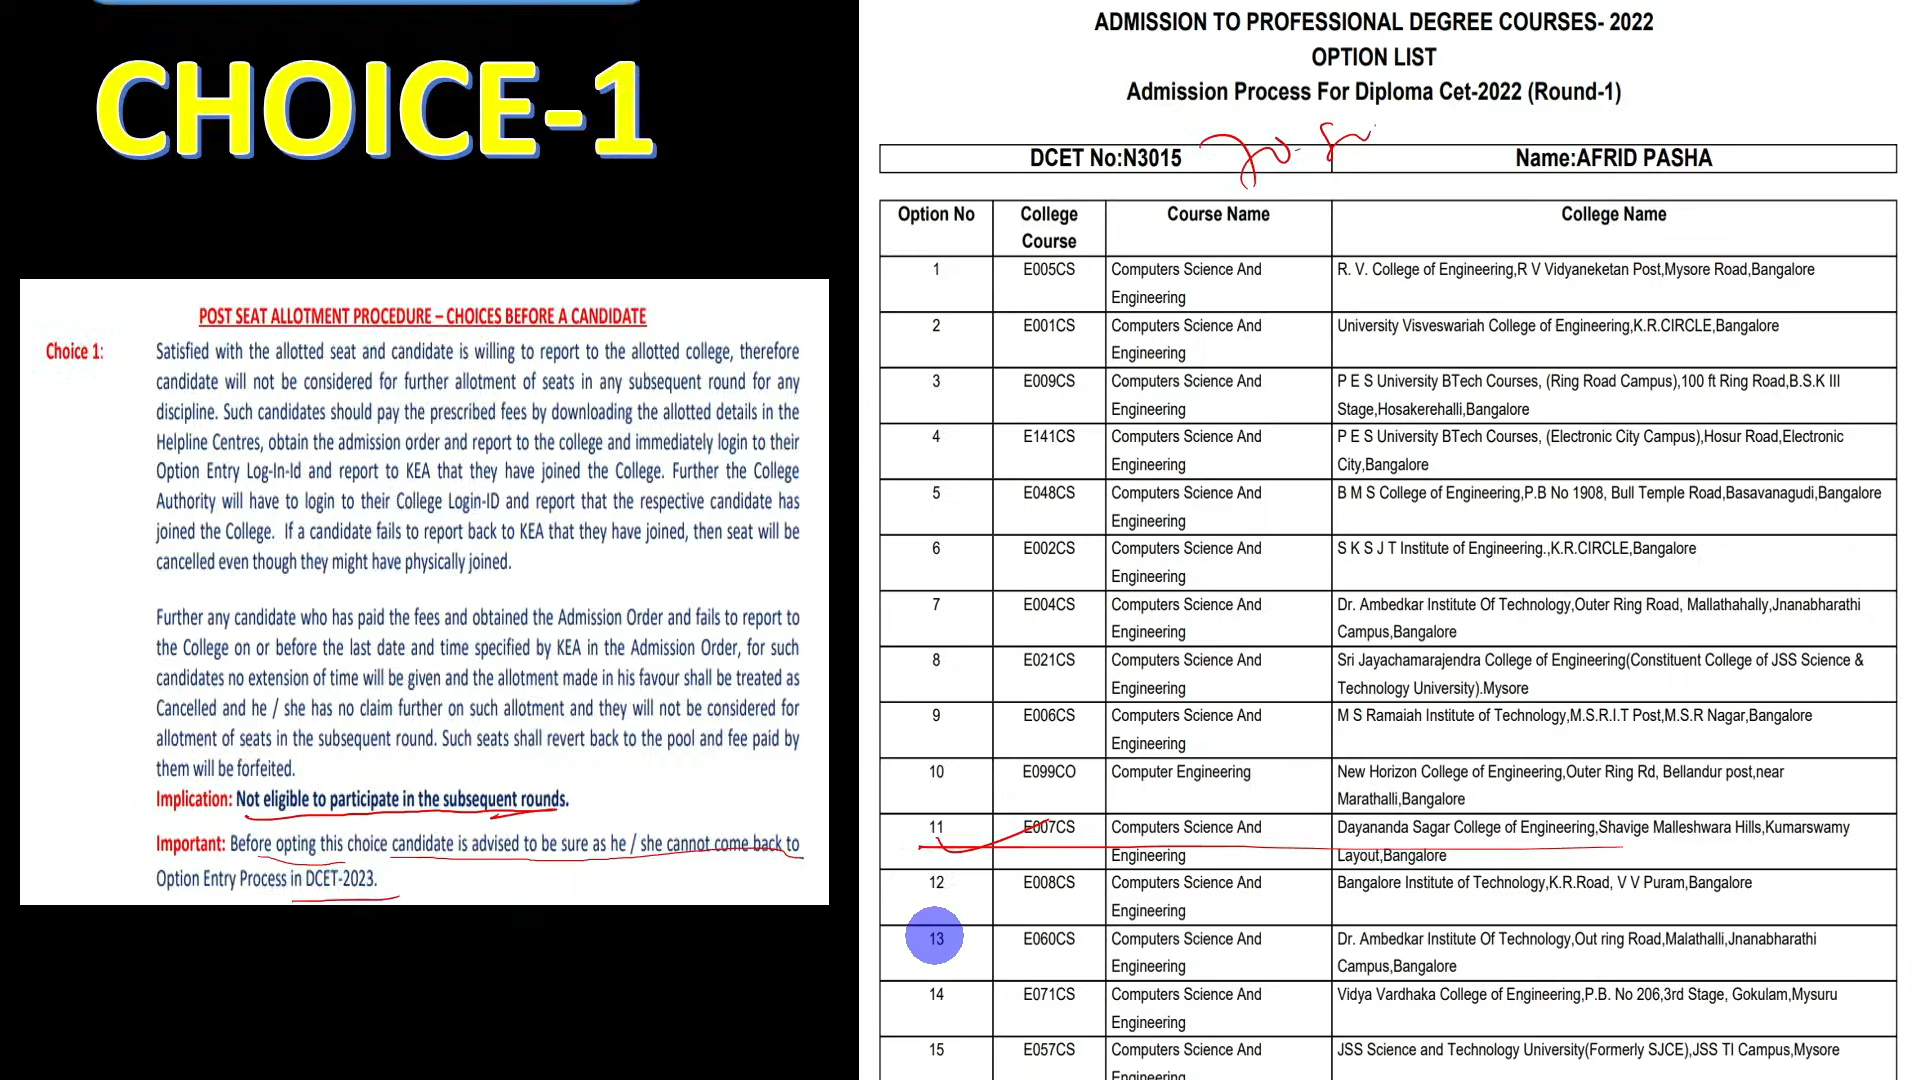 CHOICE-1
POST SEAT ALLOTMENT PROCEDURE – CHOICES BEFORE A CANDIDATE
Choice 1: Satisfied with the allotted seat and candidate is willing to report to the allotted college, therefore
candidate will not be considered for further allotment of seats in any subsequent round for any
discipline. Such candidates should pay the prescribed fees by downloading the allotted details in the
Helpline Centres, obtain the admission order and report to the college and immediately login to their
Option Entry Log-In-Id and report to KEA that they have joined the College. Further the College
Authority will have to login to their College Login-ID and report that the respective candidate has
joined the College. If a candidate fails to report back to KEA that they have joined, then seat will be
cancelled even though they might have physically joined.
Further any candidate who has paid the fees and obtained the Admission Order and fails to report to
the College on or before the last date and time specified by KEA in the Admission Order, for such
candidates no extension of time will be given and the allotment made in his favour shall be treated as
Cancelled and he / she has no claim further on such allotment and they will not be considered for
allotment of seats in the subsequent round. Such seats shall revert back to the pool and fee paid by
them will be forfeited.
Implication: Not eligible to participate in the subsequent rounds.
Important: Before opting this choice candidate is advised to be sure as he / she cannot come back to
Option Entry Process in DCET-2023.
ADMISSION TO PROFESSIONAL DEGREE COURSES- 2022
OPTION LIST
Admission Process For Diploma Cet-2022 (Round-1)
DCET No:N3015 Name:AFRID PASHA
Option No College Course Name College Name
Course
1 E005CS Computers Science And R. V. College of Engineering,R V Vidyaneketan Post,Mysore Road,Bangalore
Engineering
2 E001CS Computers Science And University Visveswariah College of Engineering,K.R.CIRCLE,Bangalore
Engineering
3 E009CS Computers Science And P E S University BTech Courses, (Ring Road Campus),100 ft Ring Road,B.S.K III
Engineering Stage,Hosakerehalli,Bangalore
4 E141CS Computers Science And P E S University BTech Courses, (Electronic City Campus),Hosur Road,Electronic
Engineering City,Bangalore
5 E048CS Computers Science And B M S College of Engineering,P.B No 1908, Bull Temple Road,Basavanagudi,Bangalore
Engineering
6 E002CS Computers Science And S K S J T Institute of Engineering.,K.R.CIRCLE,Bangalore
Engineering
7 E004CS Computers Science And Dr. Ambedkar Institute Of Technology,Outer Ring Road, Mallathahally,Jnanabharathi
Engineering Campus,Bangalore
8 E021CS Computers Science And Sri Jayachamarajendra College of Engineering(Constituent College of JSS Science &
Engineering Technology University).Mysore
9 E006CS Computers Science And M S Ramaiah Institute of Technology,M.S.R.I.T Post,M.S.R Nagar,Bangalore
Engineering
10 E099CO Computer Engineering New Horizon College of Engineering,Outer Ring Rd, Bellandur post,near
Marathalli,Bangalore
11 E007CS Computers Science And Dayananda Sagar College of Engineering,Shavige Malleshwara Hills,Kumarswamy
Engineering Layout,Bangalore
12 E008CS Computers Science And Bangalore Institute of Technology,K.R.Road, V V Puram,Bangalore
Engineering
13 E060CS Computers Science And Dr. Ambedkar Institute Of Technology,Out ring Road,Malathalli,Jnanabharathi
Engineering Campus,Bangalore
14 E071CS Computers Science And Vidya Vardhaka College of Engineering,P.B. No 206,3rd Stage, Gokulam,Mysuru
Engineering
15 E057CS Computers Science And JSS Science and Technology University(Formerly SJCE),JSS TI Campus,Mysore
Engineering